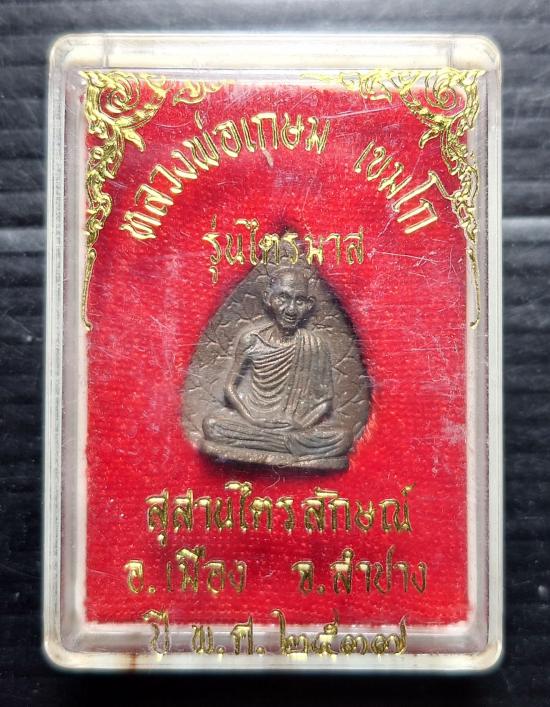 หลวงพ่อเกษม เขมโก
รุ่นไตรมาส
สุสานไตรลักษณ์
อ.เมือง จ.ลำปาง
ปี พ.ศ.๒๕๓๗